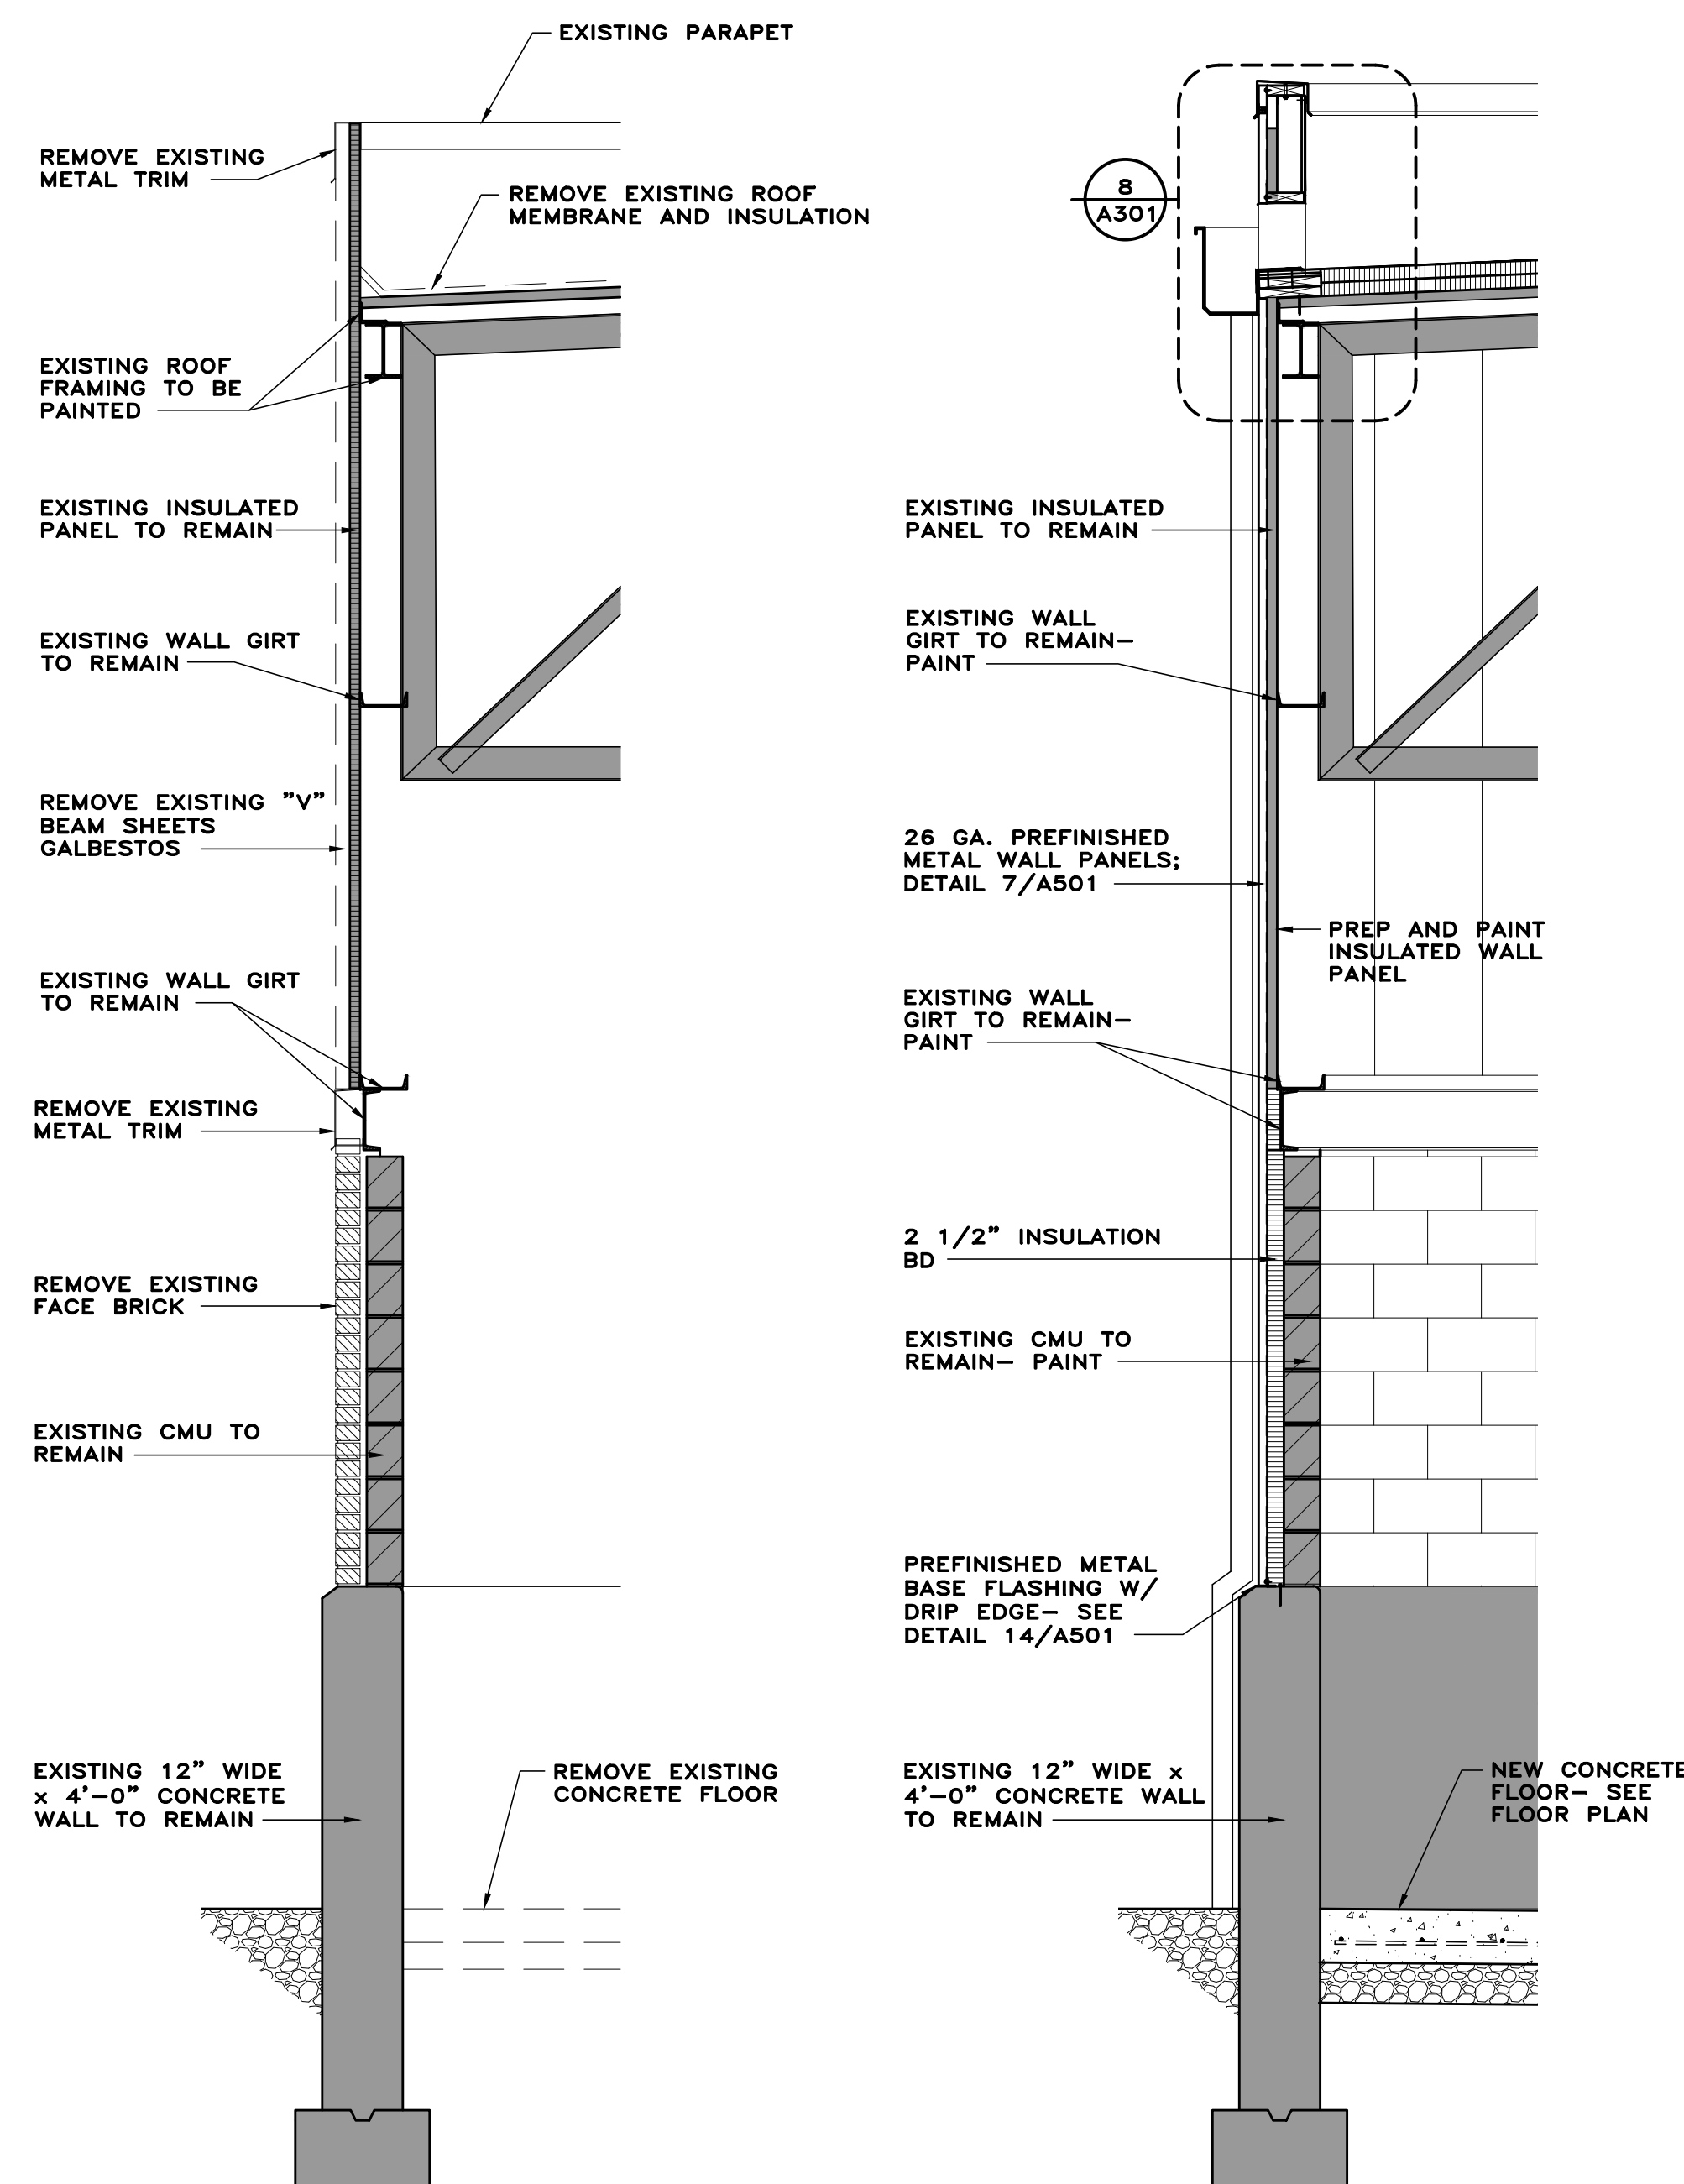 EXISTING PARAPET
REMOVE EXISTING
METAL TRIM
REMOVE EXISTING ROOF
MEMBRANE AND INSULATION
EXISTING ROOF
FRAMING TO BE
PAINTED
EXISTING INSULATED
PANEL TO REMAIN
EXISTING WALL GIRT
TO REMAIN
REMOVE EXISTING "V"
BEAM SHEETS
GALBESTOS
EXISTING WALL GIRT
TO REMAIN
REMOVE EXISTING
METAL TRIM
REMOVE EXISTING
FACE BRICK
EXISTING CMU TO
REMAIN
EXISTING 12" WIDE
x 4'-0" CONCRETE
WALL TO REMAIN
REMOVE EXISTING
CONCRETE FLOOR
8
A301
EXISTING INSULATED
PANEL TO REMAIN
EXISTING WALL
GIRT TO REMAIN-
PAINT
26 GA. PREFINISHED
METAL WALL PANELS;
DETAIL 7/A501
PREP AND PAINT
INSULATED WALL
PANEL
EXISTING WALL
GIRT TO REMAIN-
PAINT
2 1/2" INSULATION
BD
EXISTING CMU TO
REMAIN- PAINT
PREFINISHED METAL
BASE FLASHING W/
DRIP EDGE- SEE
DETAIL 14/A501
EXISTING 12" WIDE x
4'-0" CONCRETE WALL
TO REMAIN
NEW CONCRETE
FLOOR- SEE
FLOOR PLAN